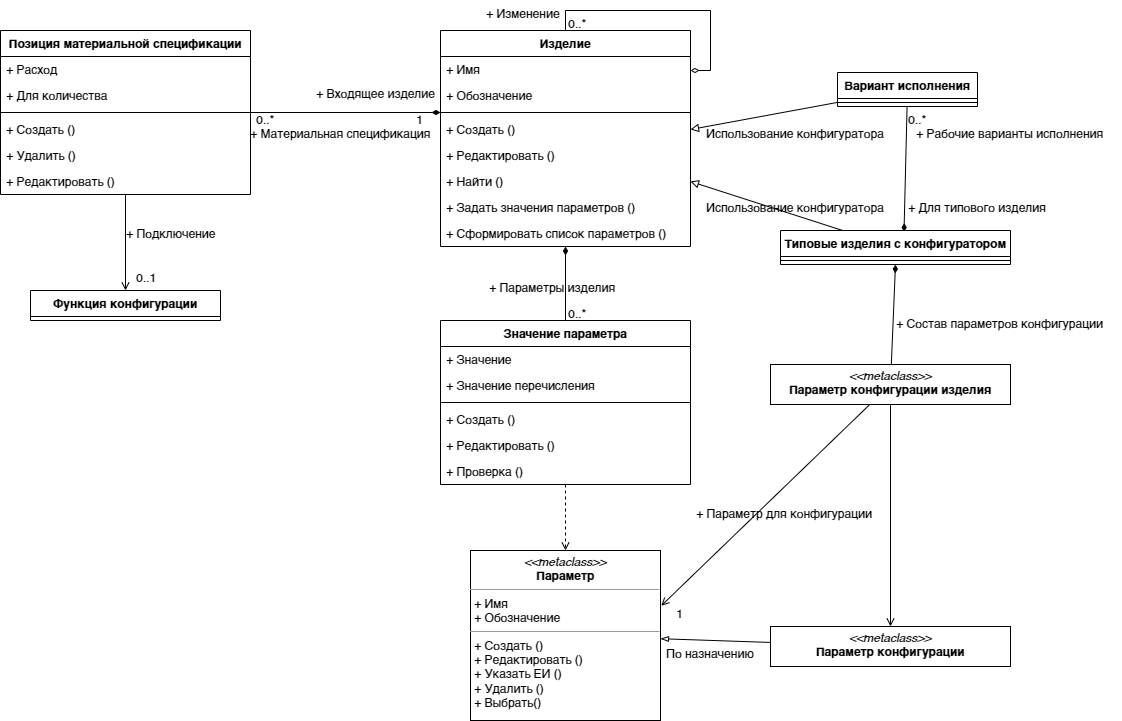 + Изменение
0..*
Позиция материальной спецификации
+ Расход
+ Для количества
+ Создать ()
+ Удалить ()
+ Редактировать ()
+ Входящее изделие
0..*
1
+ Материальная спецификация
Изделие
+ Имя
+ Обозначение
+ Создать ()
+ Редактировать ()
+ Найти ()
+ Задать значения параметров ()
+ Сформировать список параметров ()
Вариант исполнения
0..*
+ Рабочие варианты исполнения
Использование конфигуратора
Использование конфигуратора
+ Для типового изделия
Типовые изделия с конфигуратором
+ Подключение
0..1
Функция конфигурации
+ Параметры изделия
0..*
Значение параметра
+ Значение
+ Значение перечисления
+ Создать ()
+ Редактировать ()
+ Проверка ()
+ Состав параметров конфигурации
<<metaclass>>
Параметр конфигурации изделия
+ Параметр для конфигурации
1
<<metaclass>>
Параметр
+ Имя
+ Обозначение
+ Создать ()
+ Редактировать ()
+ Указать ЕИ ()
+ Удалить ()
+ Выбрать()
По назначению
<<metaclass>>
Параметр конфигурации